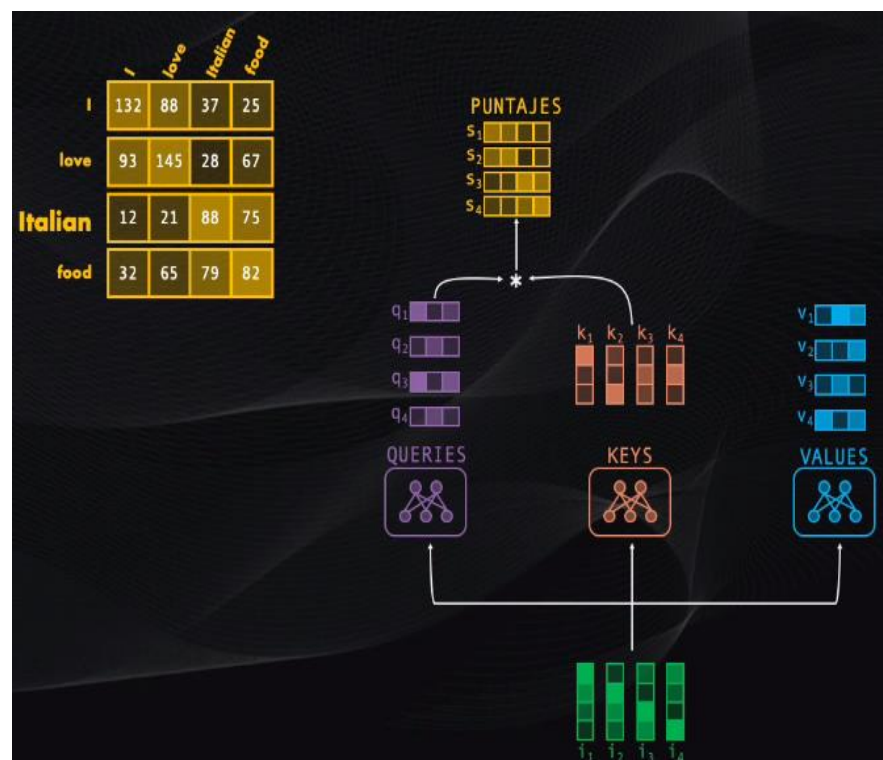 I love Italian food
I 132 88 37 25
love 93 145 28 67
Italian 12 21 88 75
food 32 65 79 82
PUNTAJES
s₁
s₂
s₃
s₄
*
q₁
q₂
q₃
q₄
QUERIES
k₁ k₂ k₃ k₄
KEYS
v₁
v₂
v₃
v₄
VALUES
i₁ i₂ i₃ i₄